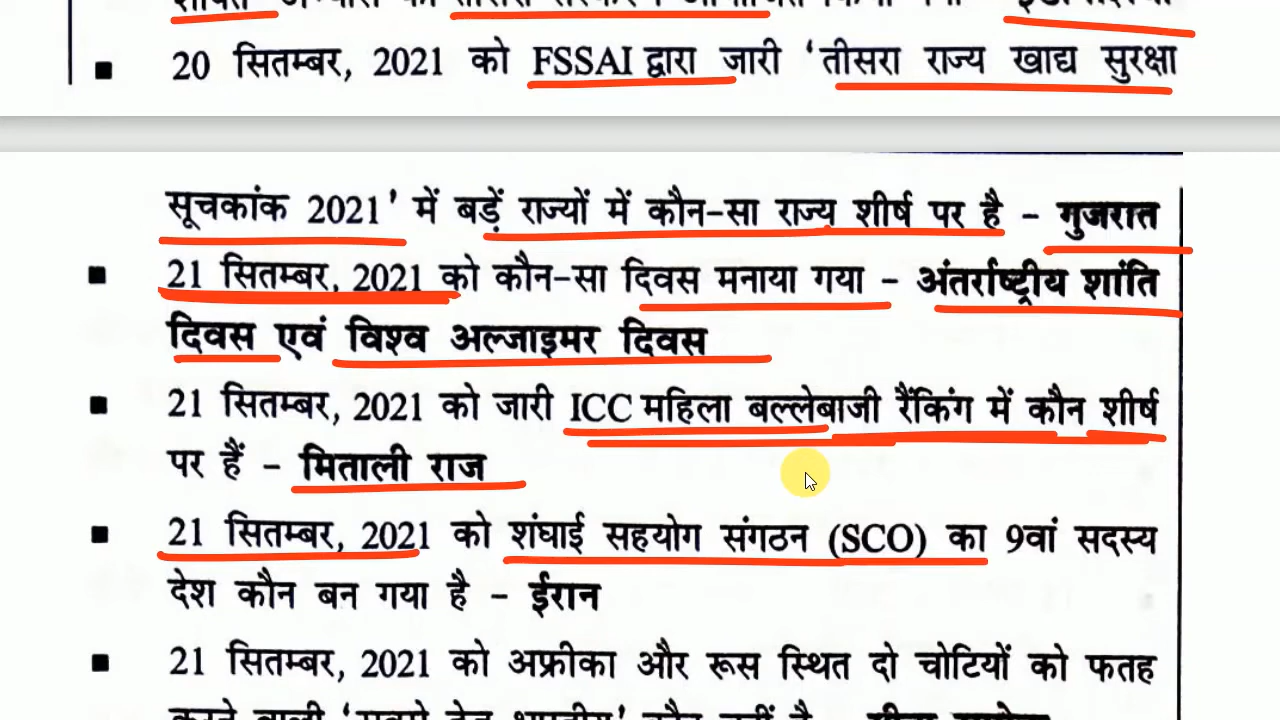 ■ 20 सितम्बर, 2021 को FSSAI द्वारा जारी ‘तीसरा राज्य खाद्य सुरक्षा
सूचकांक 2021’ में बड़ें राज्यों में कौन-सा राज्य शीर्ष पर है – गुजरात
■ 21 सितम्बर, 2021 को कौन-सा दिवस मनाया गया – अंतर्राष्ट्रीय शांति
दिवस एवं विश्व अल्जाइमर दिवस
■ 21 सितम्बर, 2021 को जारी ICC महिला बल्लेबाजी रैंकिंग में कौन शीर्ष
पर हैं – मिताली राज
■ 21 सितम्बर, 2021 को शंघाई सहयोग संगठन (SCO) का 9वां सदस्य
देश कौन बन गया है – ईरान
■ 21 सितम्बर, 2021 को अफ्रीका और रूस स्थित दो चोटियों को फतह